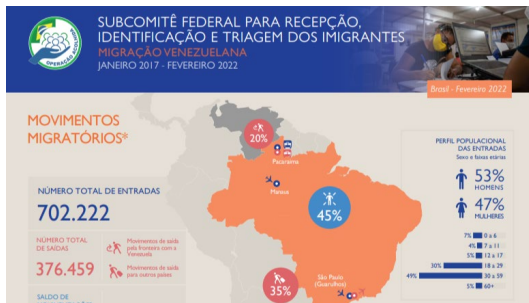 SUBCOMITÊ FEDERAL PARA RECEPÇÃO,
IDENTIFICAÇÃO E TRIAGEM DOS IMIGRANTES
MIGRAÇÃO VENEZUELANA
JANEIRO 2017 - FEVEREIRO 2022
OPERAÇÃO ACOLHIDA
Brasil - Fevereiro 2022
MOVIMENTOS
MIGRATÓRIOS*
NÚMERO TOTAL DE ENTRADAS
702.222
NÚMERO TOTAL
DE SAÍDAS
376.459
Movimentos de saída
pela fronteira com a
Venezuela
Movimentos de saída
para outros países
SALDO DE
20%
Pacaraima
Manaus
45%
35%
São Paulo
(Guarulhos)
PERFIL POPULACIONAL
DAS ENTRADAS
Sexo e faixas etárias
53%
HOMENS
47%
MULHERES
7% 0 a 6
4% 7 a 11
5% 12 a 17
30% 18 a 29
49% 30 a 59
5% 60+